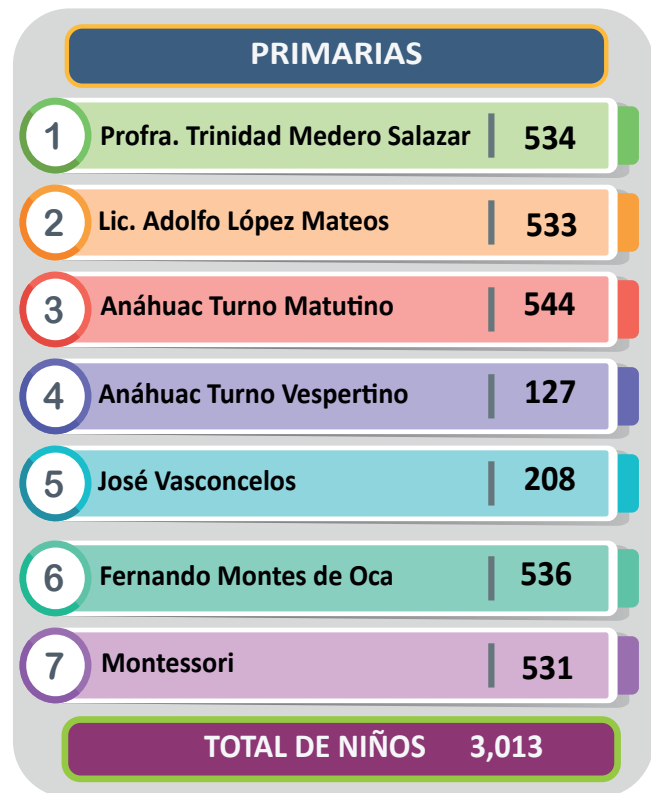 PRIMARIAS
1 Profra. Trinidad Medero Salazar | 534
2 Lic. Adolfo López Mateos | 533
3 Anáhuac Turno Matutino | 544
4 Anáhuac Turno Vespertino | 127
5 José Vasconcelos | 208
6 Fernando Montes de Oca | 536
7 Montessori | 531
TOTAL DE NIÑOS 3,013